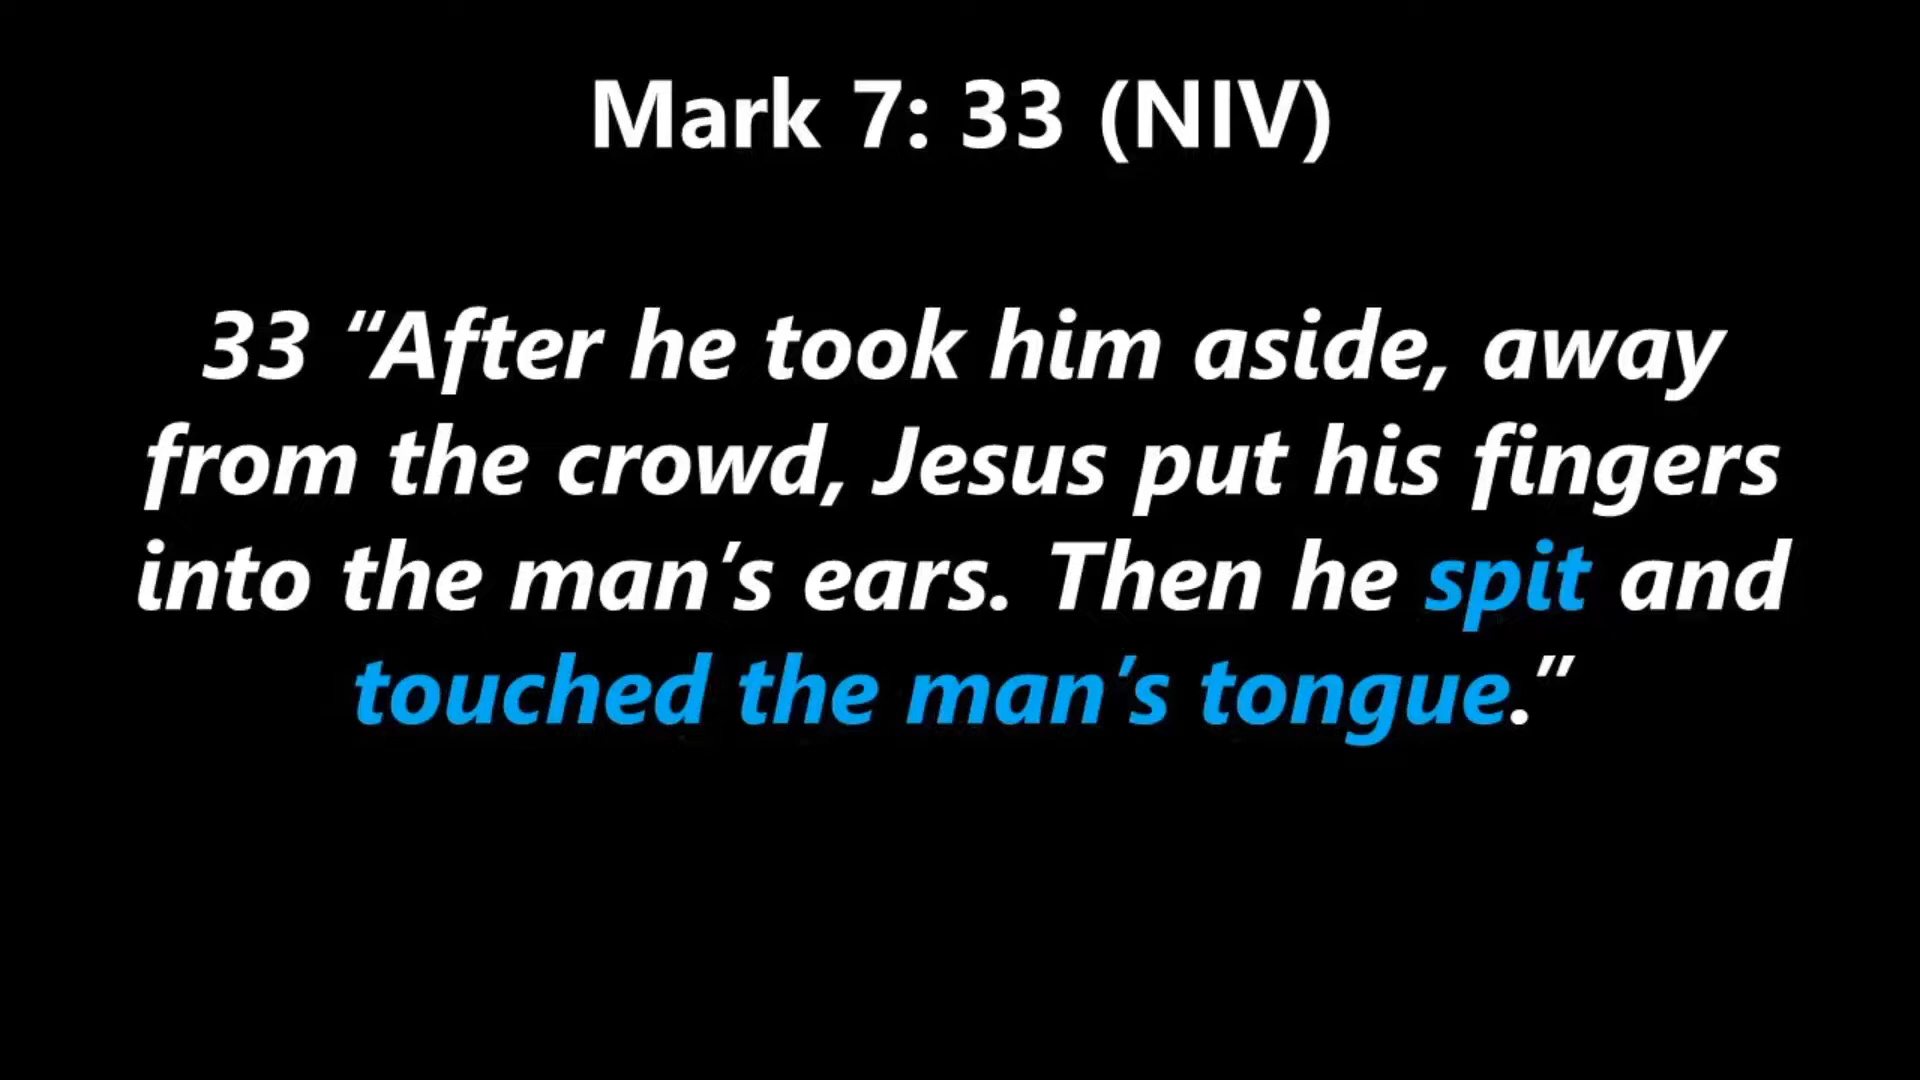 Mark 7: 33 (NIV)
33 “After he took him aside, away
from the crowd, Jesus put his fingers
into the man’s ears. Then he spit and
touched the man’s tongue.”